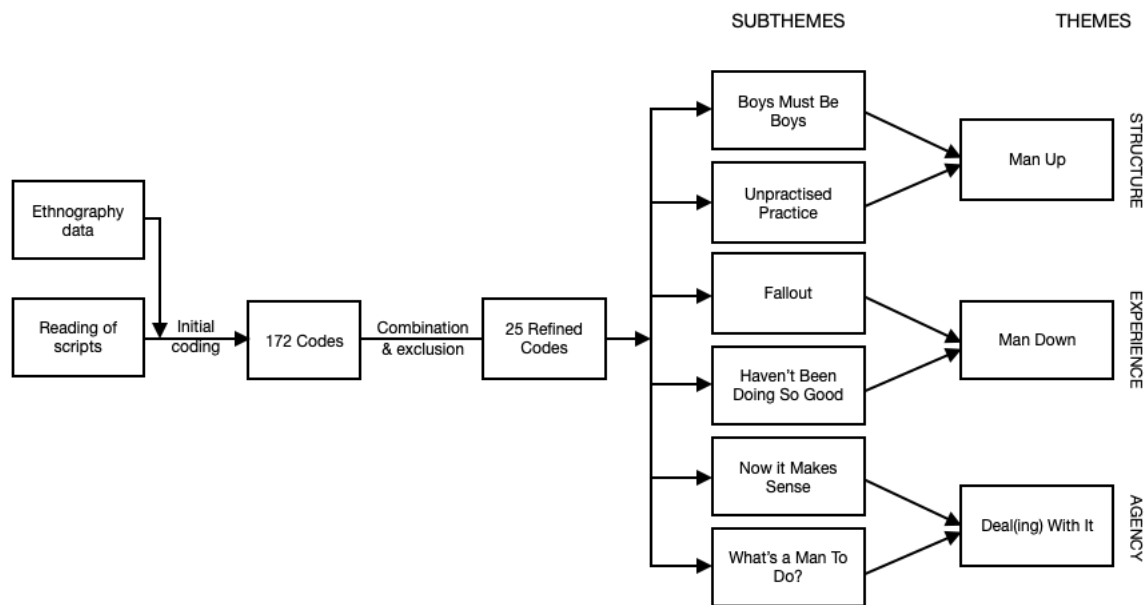 SUBTHEMES
THEMES
Ethnography
data
Reading of
scripts
Initial
coding
172 Codes
Combination
& exclusion
25 Refined
Codes
Boys Must Be
Boys
Unpractised
Practice
Fallout
Haven't Been
Doing So Good
Now it Makes
Sense
What's a Man To
Do?
Man Up
Man Down
Deal(ing) With It
STRUCTURE
EXPERIENCE
AGENCY